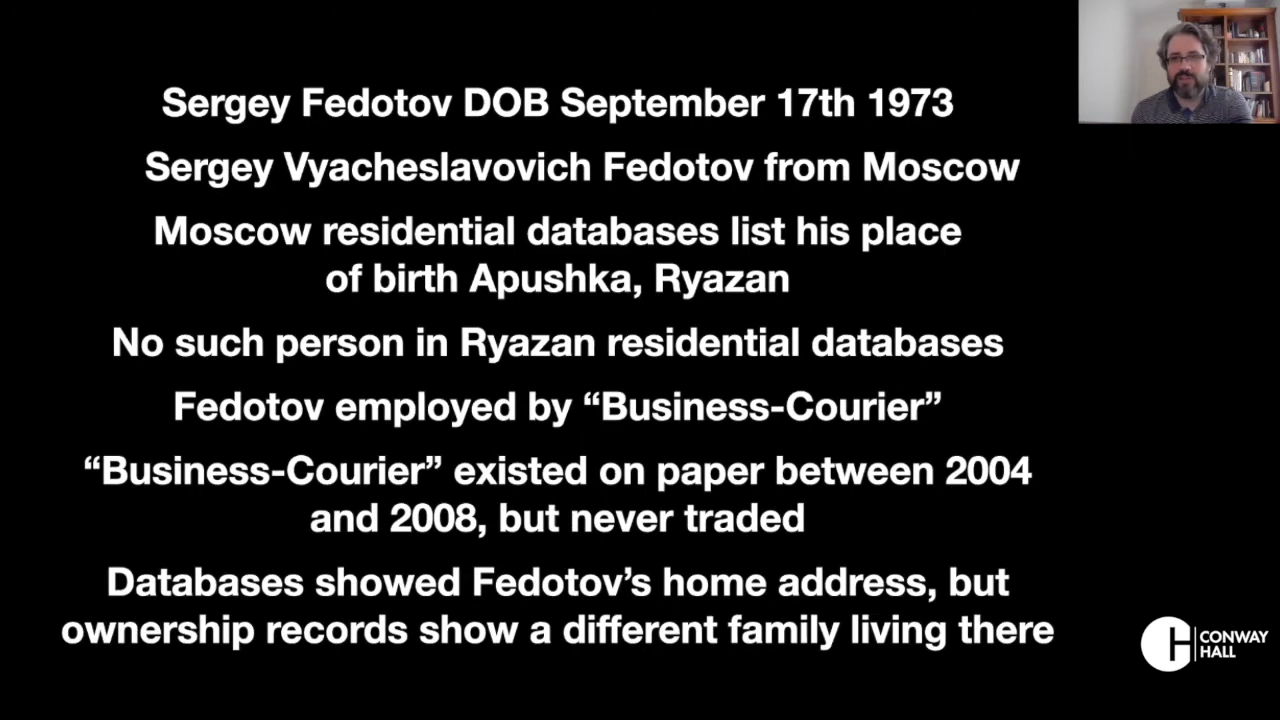 Sergey Fedotov DOB September 17th 1973
Sergey Vyacheslavovich Fedotov from Moscow
Moscow residential databases list his place
of birth Apushka, Ryazan
No such person in Ryazan residential databases
Fedotov employed by “Business-Courier”
“Business-Courier” existed on paper between 2004
and 2008, but never traded
Databases showed Fedotov’s home address, but
ownership records show a different family living there
CONWAY
HALL